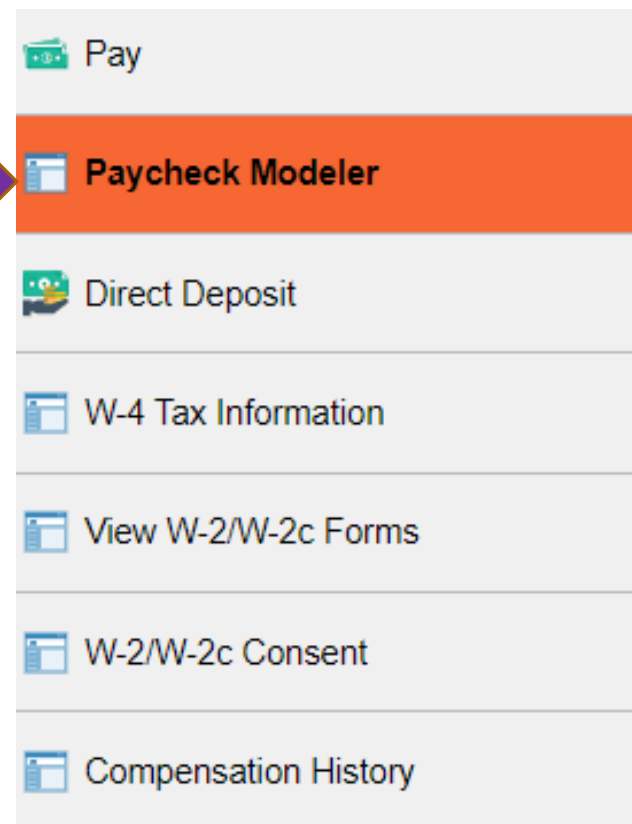 Pay
Paycheck Modeler
Direct Deposit
W-4 Tax Information
View W-2/W-2c Forms
W-2/W-2c Consent
Compensation History